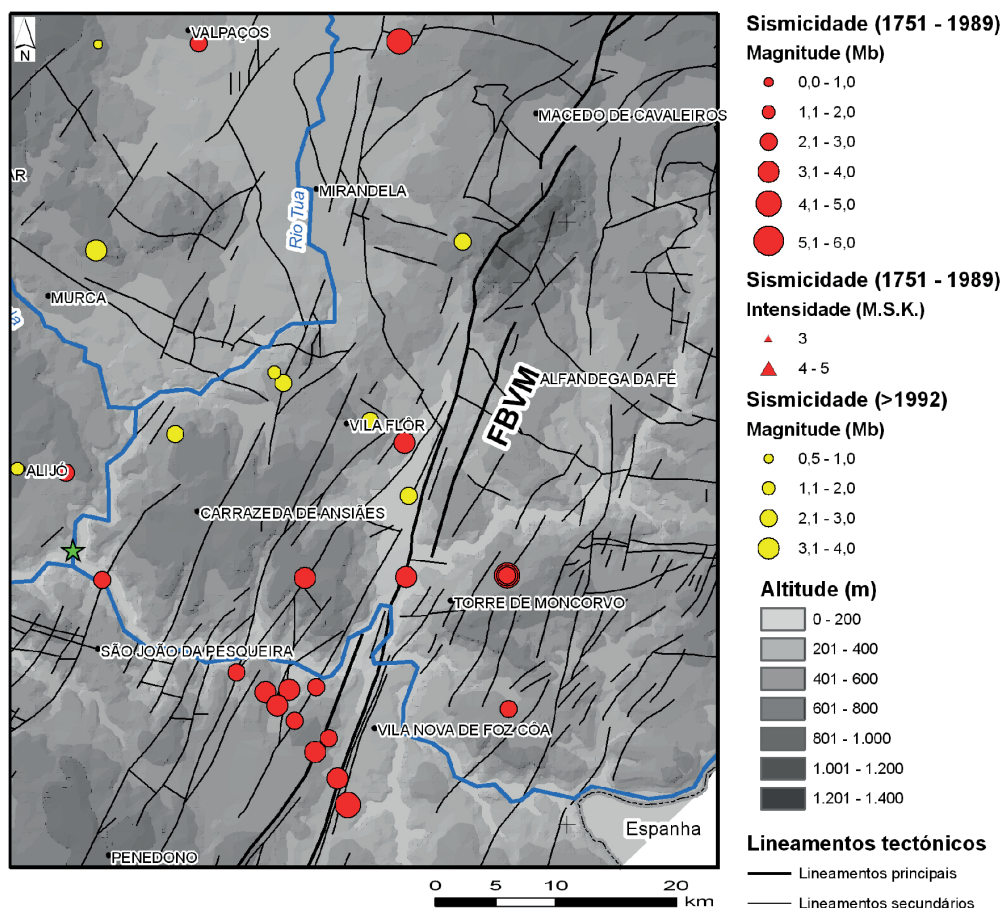 N
VALPAÇOS
MACEDO DE CAVALEIROS
AR
MIRANDELA
Rio Tua
MURCA
ALFANDEGA DA FÉ
FBVM
VILA FLÔR
ALIJÓ
CARRAZEDA DE ANSIÃES
TORRE DE MONCORVO
SÃO JOÃO DA PESQUEIRA
VILA NOVA DE FOZ CÔA
Espanha
PENEDONO
0 5 10 20
km
Sismicidade (1751 - 1989)
Magnitude (Mb)
0,0 - 1,0
1,1 - 2,0
2,1 - 3,0
3,1 - 4,0
4,1 - 5,0
5,1 - 6,0
Sismicidade (1751 - 1989)
Intensidade (M.S.K.)
3
4 - 5
Sismicidade (>1992)
Magnitude (Mb)
0,5 - 1,0
1,1 - 2,0
2,1 - 3,0
3,1 - 4,0
Altitude (m)
0 - 200
201 - 400
401 - 600
601 - 800
801 - 1.000
1.001 - 1.200
1.201 - 1.400
Lineamentos tectónicos
Lineamentos principais
Lineamentos secundários